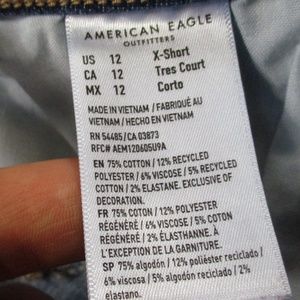 AMERICAN EAGLE
OUTFITTERS
US 12 X-Short
CA 12 Tres Court
MX 12 Corto
MADE IN VIETNAM / FABRIQUÉ AU
VIETNAM / HECHO EN VIETNAM
RN 54485/CA 03873
RFC# AEM120605U9A
EN 75% COTTON / 12% RECYCLED
POLYESTER / 6% VISCOSE / 5% RECYCLED
COTTON / 2% ELASTANE. EXCLUSIVE OF
DECORATION.
FR 75% COTON / 12% POLYESTER
RÉGÉNÉRÉ / 6% VISCOSE / 5% COTON
RÉGÉNÉRÉ / 2% ÉLASTHANNE. À
L'EXCEPTION DE LA GARNITURE.
SP 75% algodón / 12% poliéster reciclado /
6% viscosa / 5% algodón reciclado / 2%
elastano.